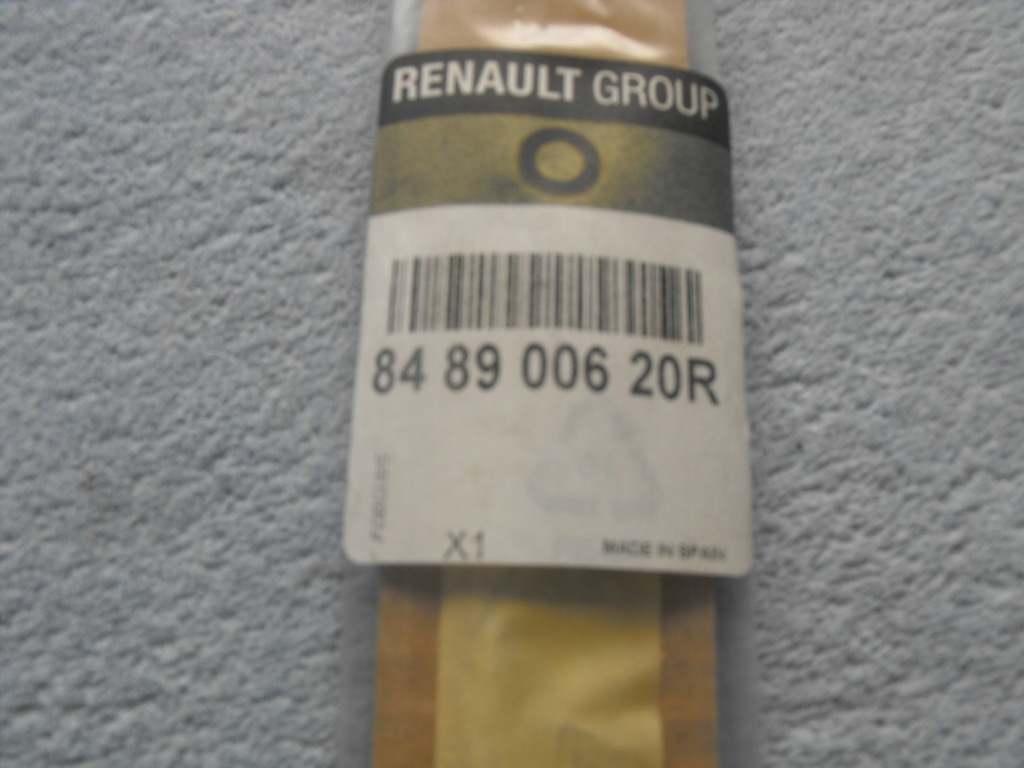 RENAULT GROUP
84 89 006 20R
X1
MADE IN SPAIN